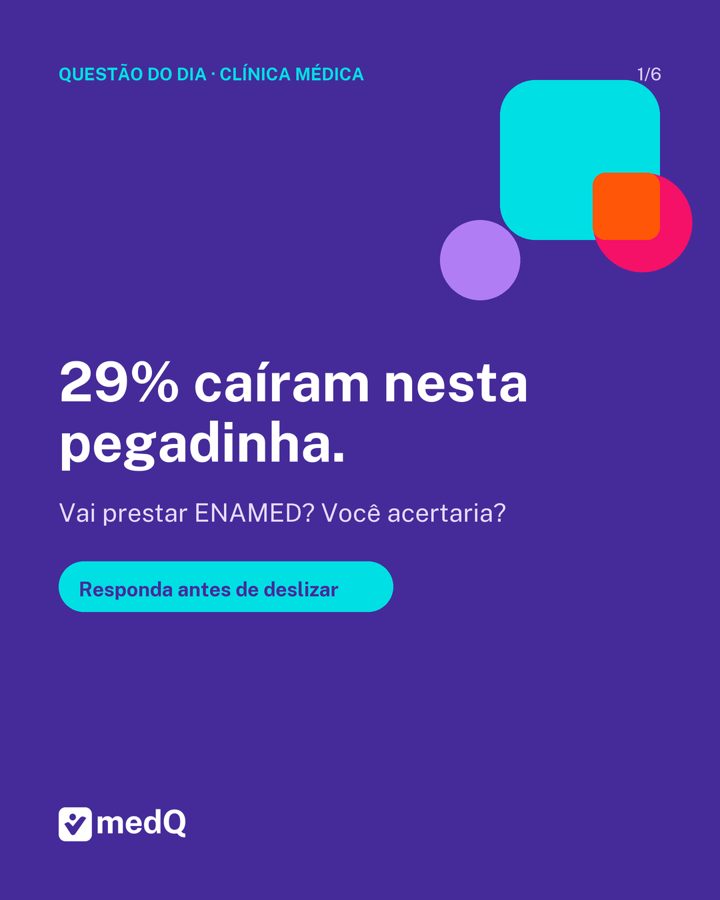 QUESTÃO DO DIA · CLÍNICA MÉDICA
1/6
29% caíram nesta
pegadinha.
Vai prestar ENAMED? Você acertaria?
Responda antes de deslizar
medQ